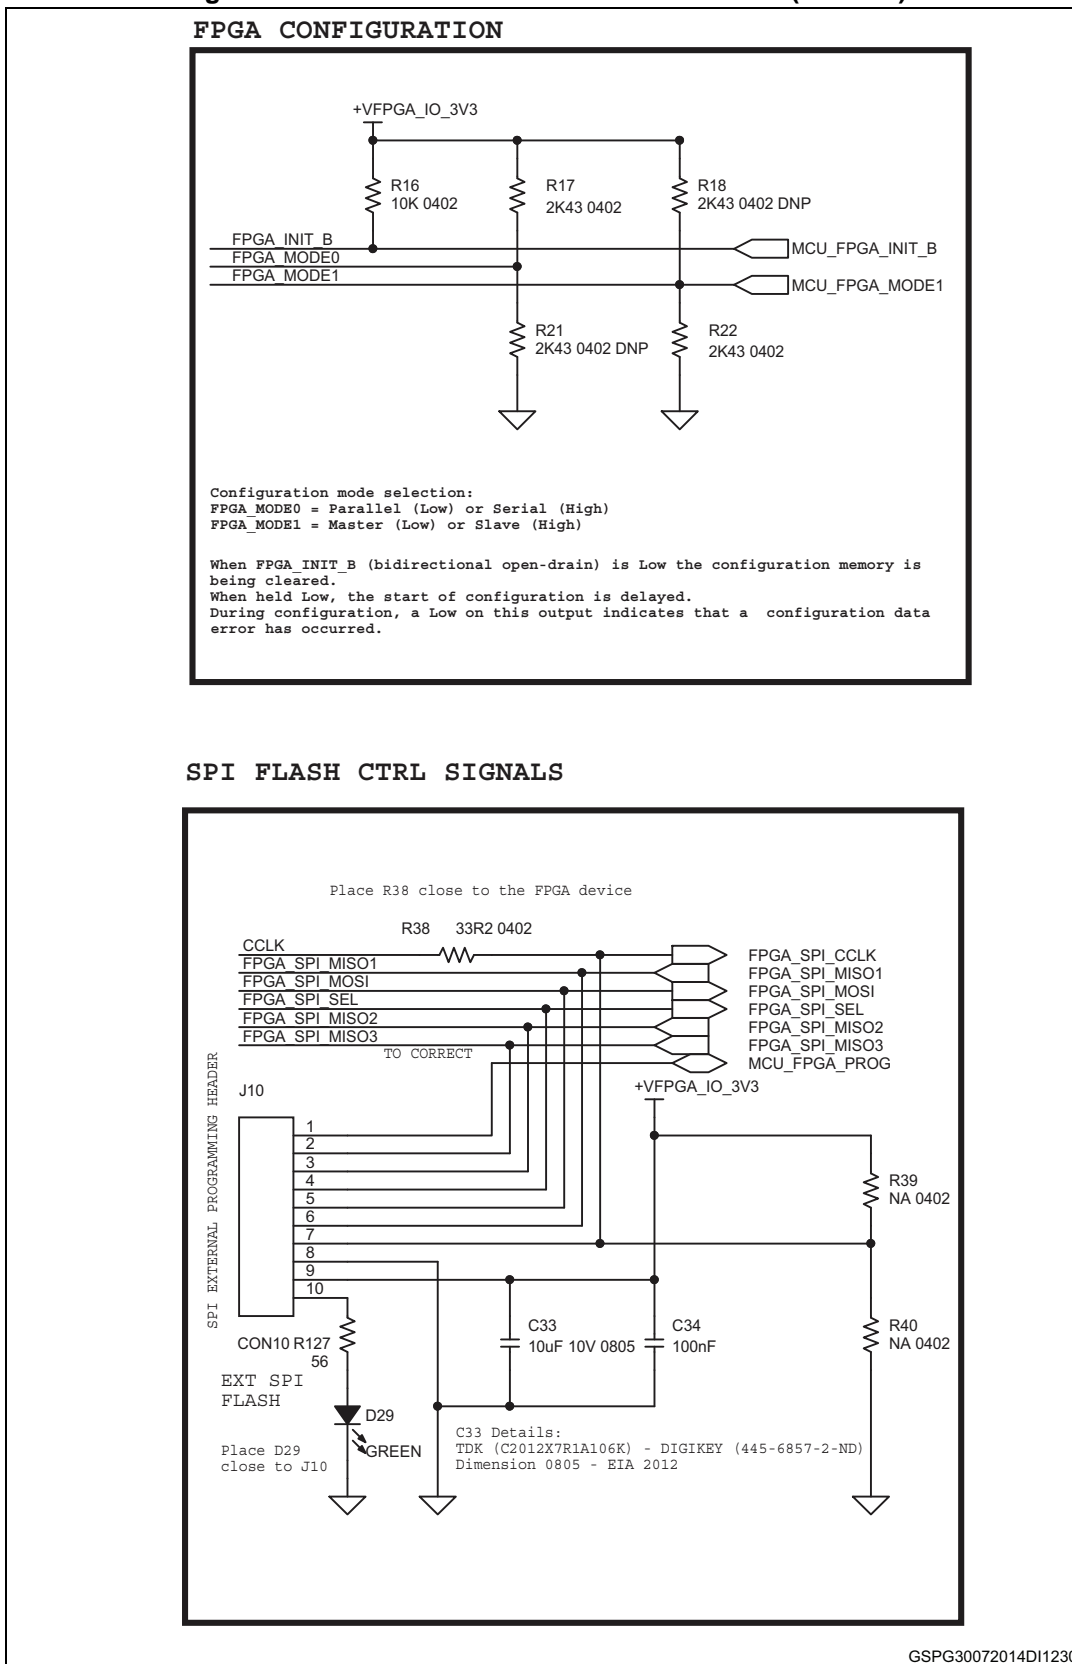 FPGA CONFIGURATION
+VFPGA_IO_3V3
R16
10K 0402
R17
2K43 0402
R18
2K43 0402 DNP
FPGA_INIT_B
FPGA_MODE0
FPGA_MODE1
MCU_FPGA_INIT_B
MCU_FPGA_MODE1
R21
2K43 0402 DNP
R22
2K43 0402
Configuration mode selection:
FPGA_MODE0 = Parallel (Low) or Serial (High)
FPGA_MODE1 = Master (Low) or Slave (High)
When FPGA_INIT_B (bidirectional open-drain) is Low the configuration memory is
being cleared.
When held Low, the start of configuration is delayed.
During configuration, a Low on this output indicates that a configuration data
error has occurred.
SPI FLASH CTRL SIGNALS
Place R38 close to the FPGA device
R38 33R2 0402
CCLK
FPGA_SPI_MISO1
FPGA_SPI_MOSI
FPGA_SPI_SEL
FPGA_SPI_MISO2
FPGA_SPI_MISO3
TO CORRECT
FPGA_SPI_CCLK
FPGA_SPI_MISO1
FPGA_SPI_MOSI
FPGA_SPI_SEL
FPGA_SPI_MISO2
FPGA_SPI_MISO3
MCU_FPGA_PROG
+VFPGA_IO_3V3
SPI EXTERNAL PROGRAMMING HEADER
J10
1
2
3
4
5
6
7
8
9
10
R39
NA 0402
R40
NA 0402
C33
10uF 10V 0805
C34
100nF
CON10
R127
56
EXT SPI
FLASH
D29
GREEN
Place D29
close to J10
C33 Details:
TDK (C2012X7R1A106K) - DIGIKEY (445-6857-2-ND)
Dimension 0805 - EIA 2012
GSPG30072014DI1230